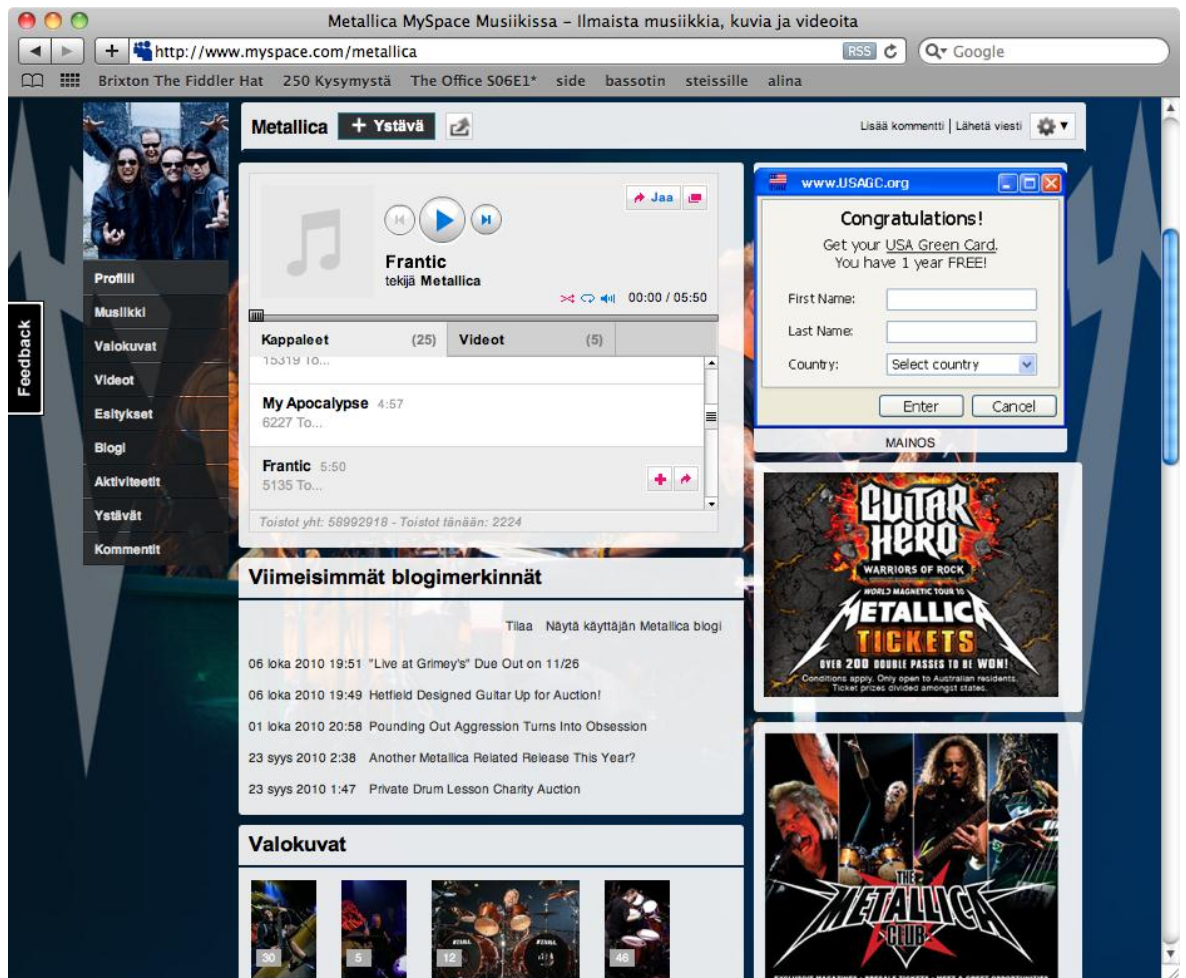 Metallica MySpace Musiikissa – Ilmaista musiikkia, kuvia ja videoita
http://www.myspace.com/metallica
RSS
Google
Brixton The Fiddler Hat 250 Kysymystä The Office S06E1* side bassotin steissille alina
Metallica + Ystävä
Lisää kommentti | Lähetä viesti
Profiili
Musiikki
Valokuvat
Videot
Esitykset
Blogi
Aktiviteetit
Ystävät
Kommentit
Feedback
Jaa
Frantic
tekijä Metallica
00:00 / 05:50
Kappaleet (25) Videot (5)
15319 To...
My Apocalypse 4:57
6227 To...
Frantic 5:50
5135 To...
Toistot yht: 58992918 - Toistot tänään: 2224
Viimeisimmät blogimerkinnät
Tilaa Näytä käyttäjän Metallica blogi
06 loka 2010 19:51 "Live at Grimey's" Due Out on 11/26
06 loka 2010 19:49 Hetfield Designed Guitar Up for Auction!
01 loka 2010 20:58 Pounding Out Aggression Turns Into Obsession
23 syys 2010 2:38 Another Metallica Related Release This Year?
23 syys 2010 1:47 Private Drum Lesson Charity Auction
Valokuvat
30
5
12
46
www.USAGC.org
Congratulations!
Get your USA Green Card.
You have 1 year FREE!
First Name:
Last Name:
Country: Select country
Enter Cancel
MAINOS
GUITAR
HERO
WARRIORS OF ROCK
WORLD MAGNETIC TOUR 10
METALLICA
TICKETS
OVER 200 DOUBLE PASSES TO BE WON!
Conditions apply. Only open to Australian residents.
Ticket prizes divided amongst states.
THE
METALLICA
CLUB